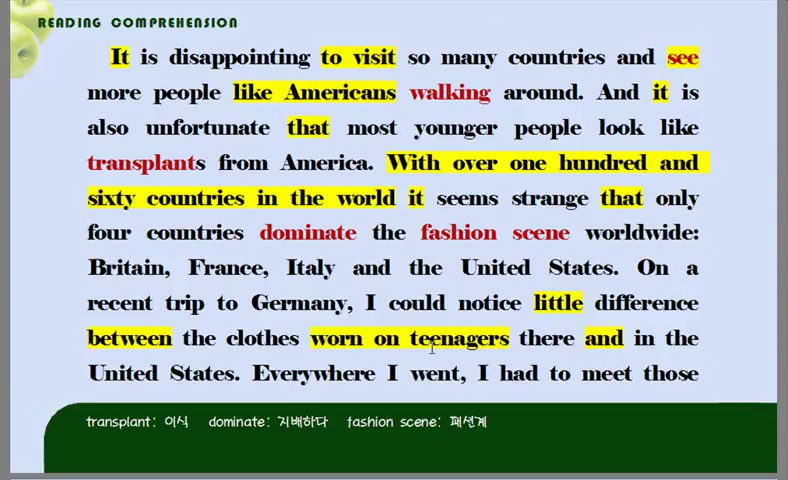 READING COMPREHENSION
It is disappointing to visit so many countries and see
more people like Americans walking around. And it is
also unfortunate that most younger people look like
transplants from America. With over one hundred and
sixty countries in the world it seems strange that only
four countries dominate the fashion scene worldwide:
Britain, France, Italy and the United States. On a
recent trip to Germany, I could notice little difference
between the clothes worn on teenagers there and in the
United States. Everywhere I went, I had to meet those
transplant: 이식 dominate: 지배하다 fashion scene: 패션계